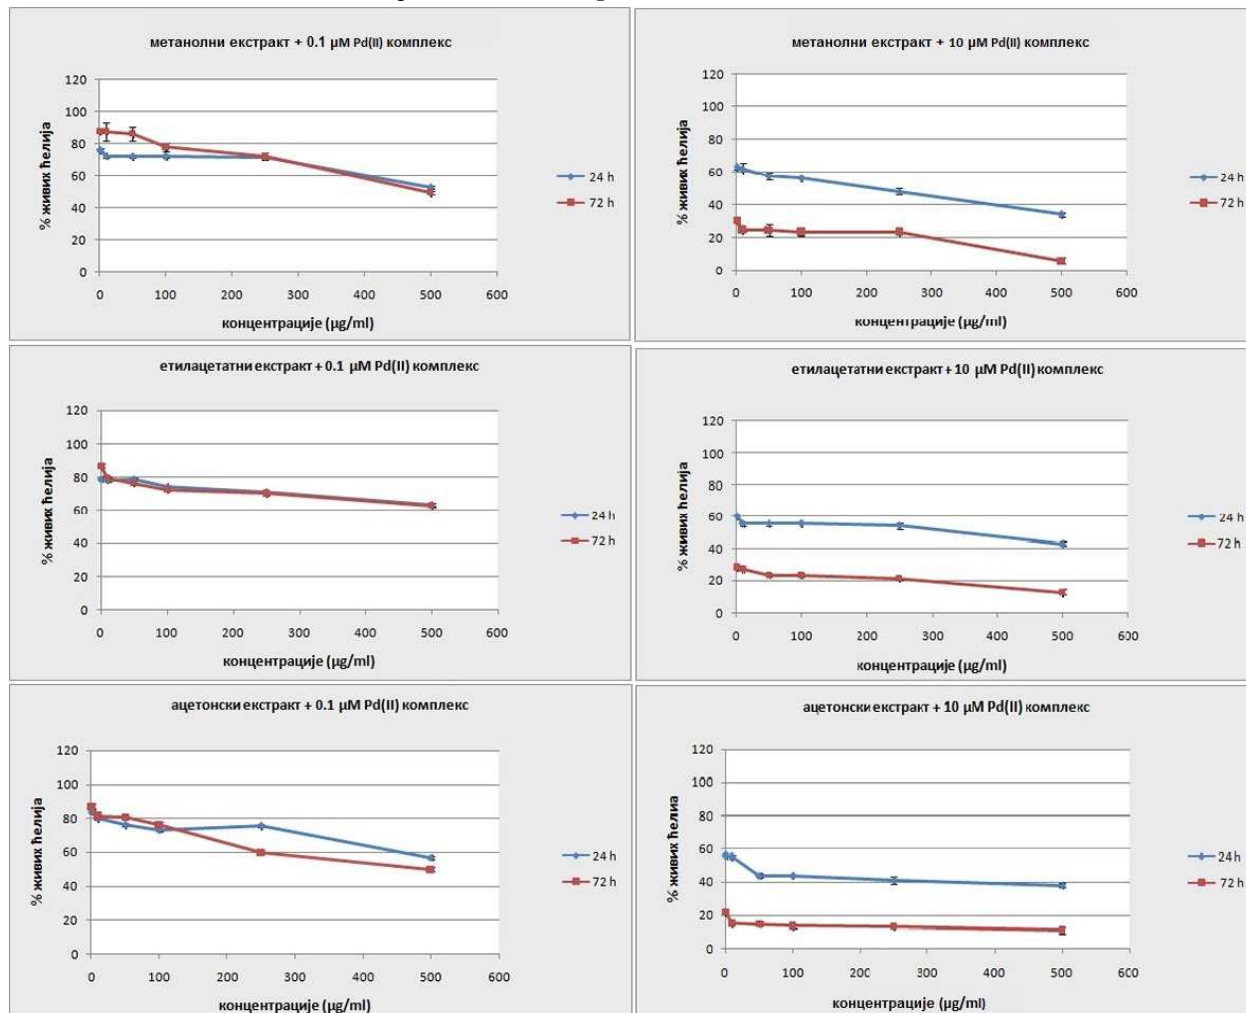 метанолни екстракт + 0.1 µM Pd(II) комплекс
120
100
80
60
40
20
0
% живих ћелија
0 100 200 300 400 500 600
концентрације (µg/ml)
24 h
72 h
метанолни екстракт + 10 µM Pd(II) комплекс
120
100
80
60
40
20
0
% живих ћелија
0 100 200 300 400 500 600
концентрације (µg/ml)
24 h
72 h
етилацетатни екстракт + 0.1 µM Pd(II) комплекс
120
100
80
60
40
20
0
% живих ћелија
0 100 200 300 400 500 600
концентрације (µg/ml)
24 h
72 h
етилацетатни екстракт + 10 µM Pd(II) комплекс
120
100
80
60
40
20
0
% живих ћелија
0 100 200 300 400 500 600
концентрације (µg/ml)
24 h
72 h
ацетонски екстракт + 0.1 µM Pd(II) комплекс
120
100
80
60
40
20
0
% живих ћелија
0 100 200 300 400 500 600
концентрације (µg/ml)
24 h
72 h
ацетонски екстракт + 10 µM Pd(II) комплекс
120
100
80
60
40
20
0
% живих ћелиа
0 100 200 300 400 500 600
концентрације (µg/ml)
24 h
72 h